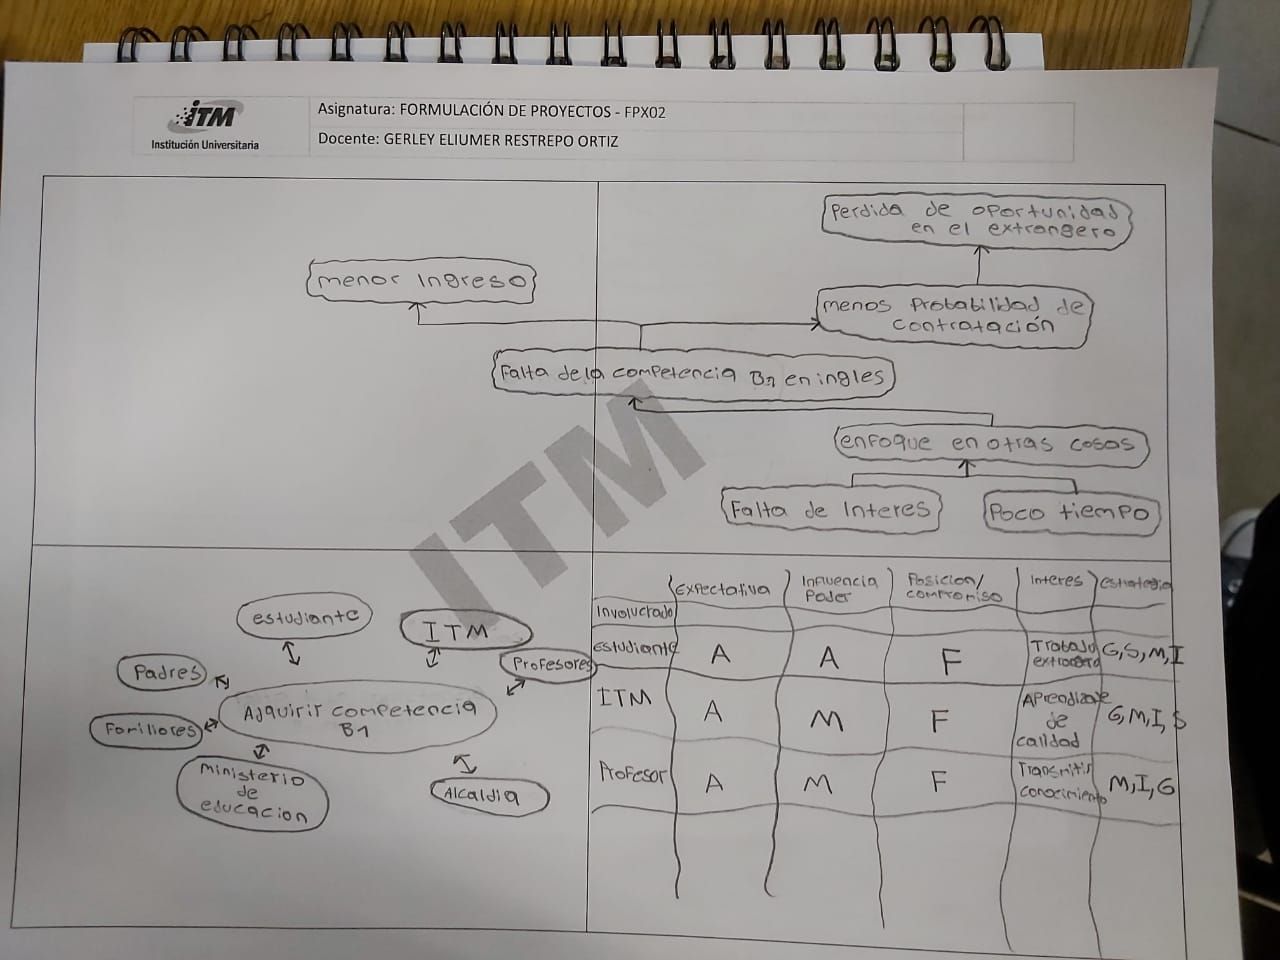 ITM
Institución Universitaria
Asignatura: FORMULACIÓN DE PROYECTOS - FPX02
Docente: GERLEY ELIUMER RESTREPO ORTIZ
Perdida de oportunidad
en el extrangero
menor Ingreso
menos Probabilidad de
contratación
Falta de la competencia B1 en ingles
enfoque en otras cosas
Falta de Interes
Poco tiempo
ITM
estudiante
ITM
Profesores
Padres
Familiares
Adquirir competencia
B1
ministerio
de
educacion
Alcaldia
Involucrado
Expectativa
Influencia
Poder
Posicion/
compromiso
Interes
estrategia
estudiante
A
A
F
Trabajo
extranjero
G, S, M, I
ITM
A
M
F
Aprendizaje
de
calidad
G, M, I, S
Profesor
A
M
F
Transmitir
conocimiento
M, I, G